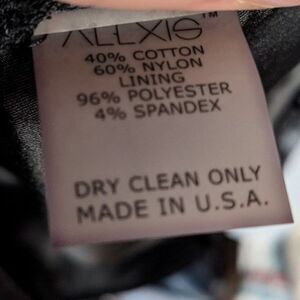 ALEXIS™
40% COTTON
60% NYLON
LINING
96% POLYESTER
4% SPANDEX
DRY CLEAN ONLY
MADE IN U.S.A.